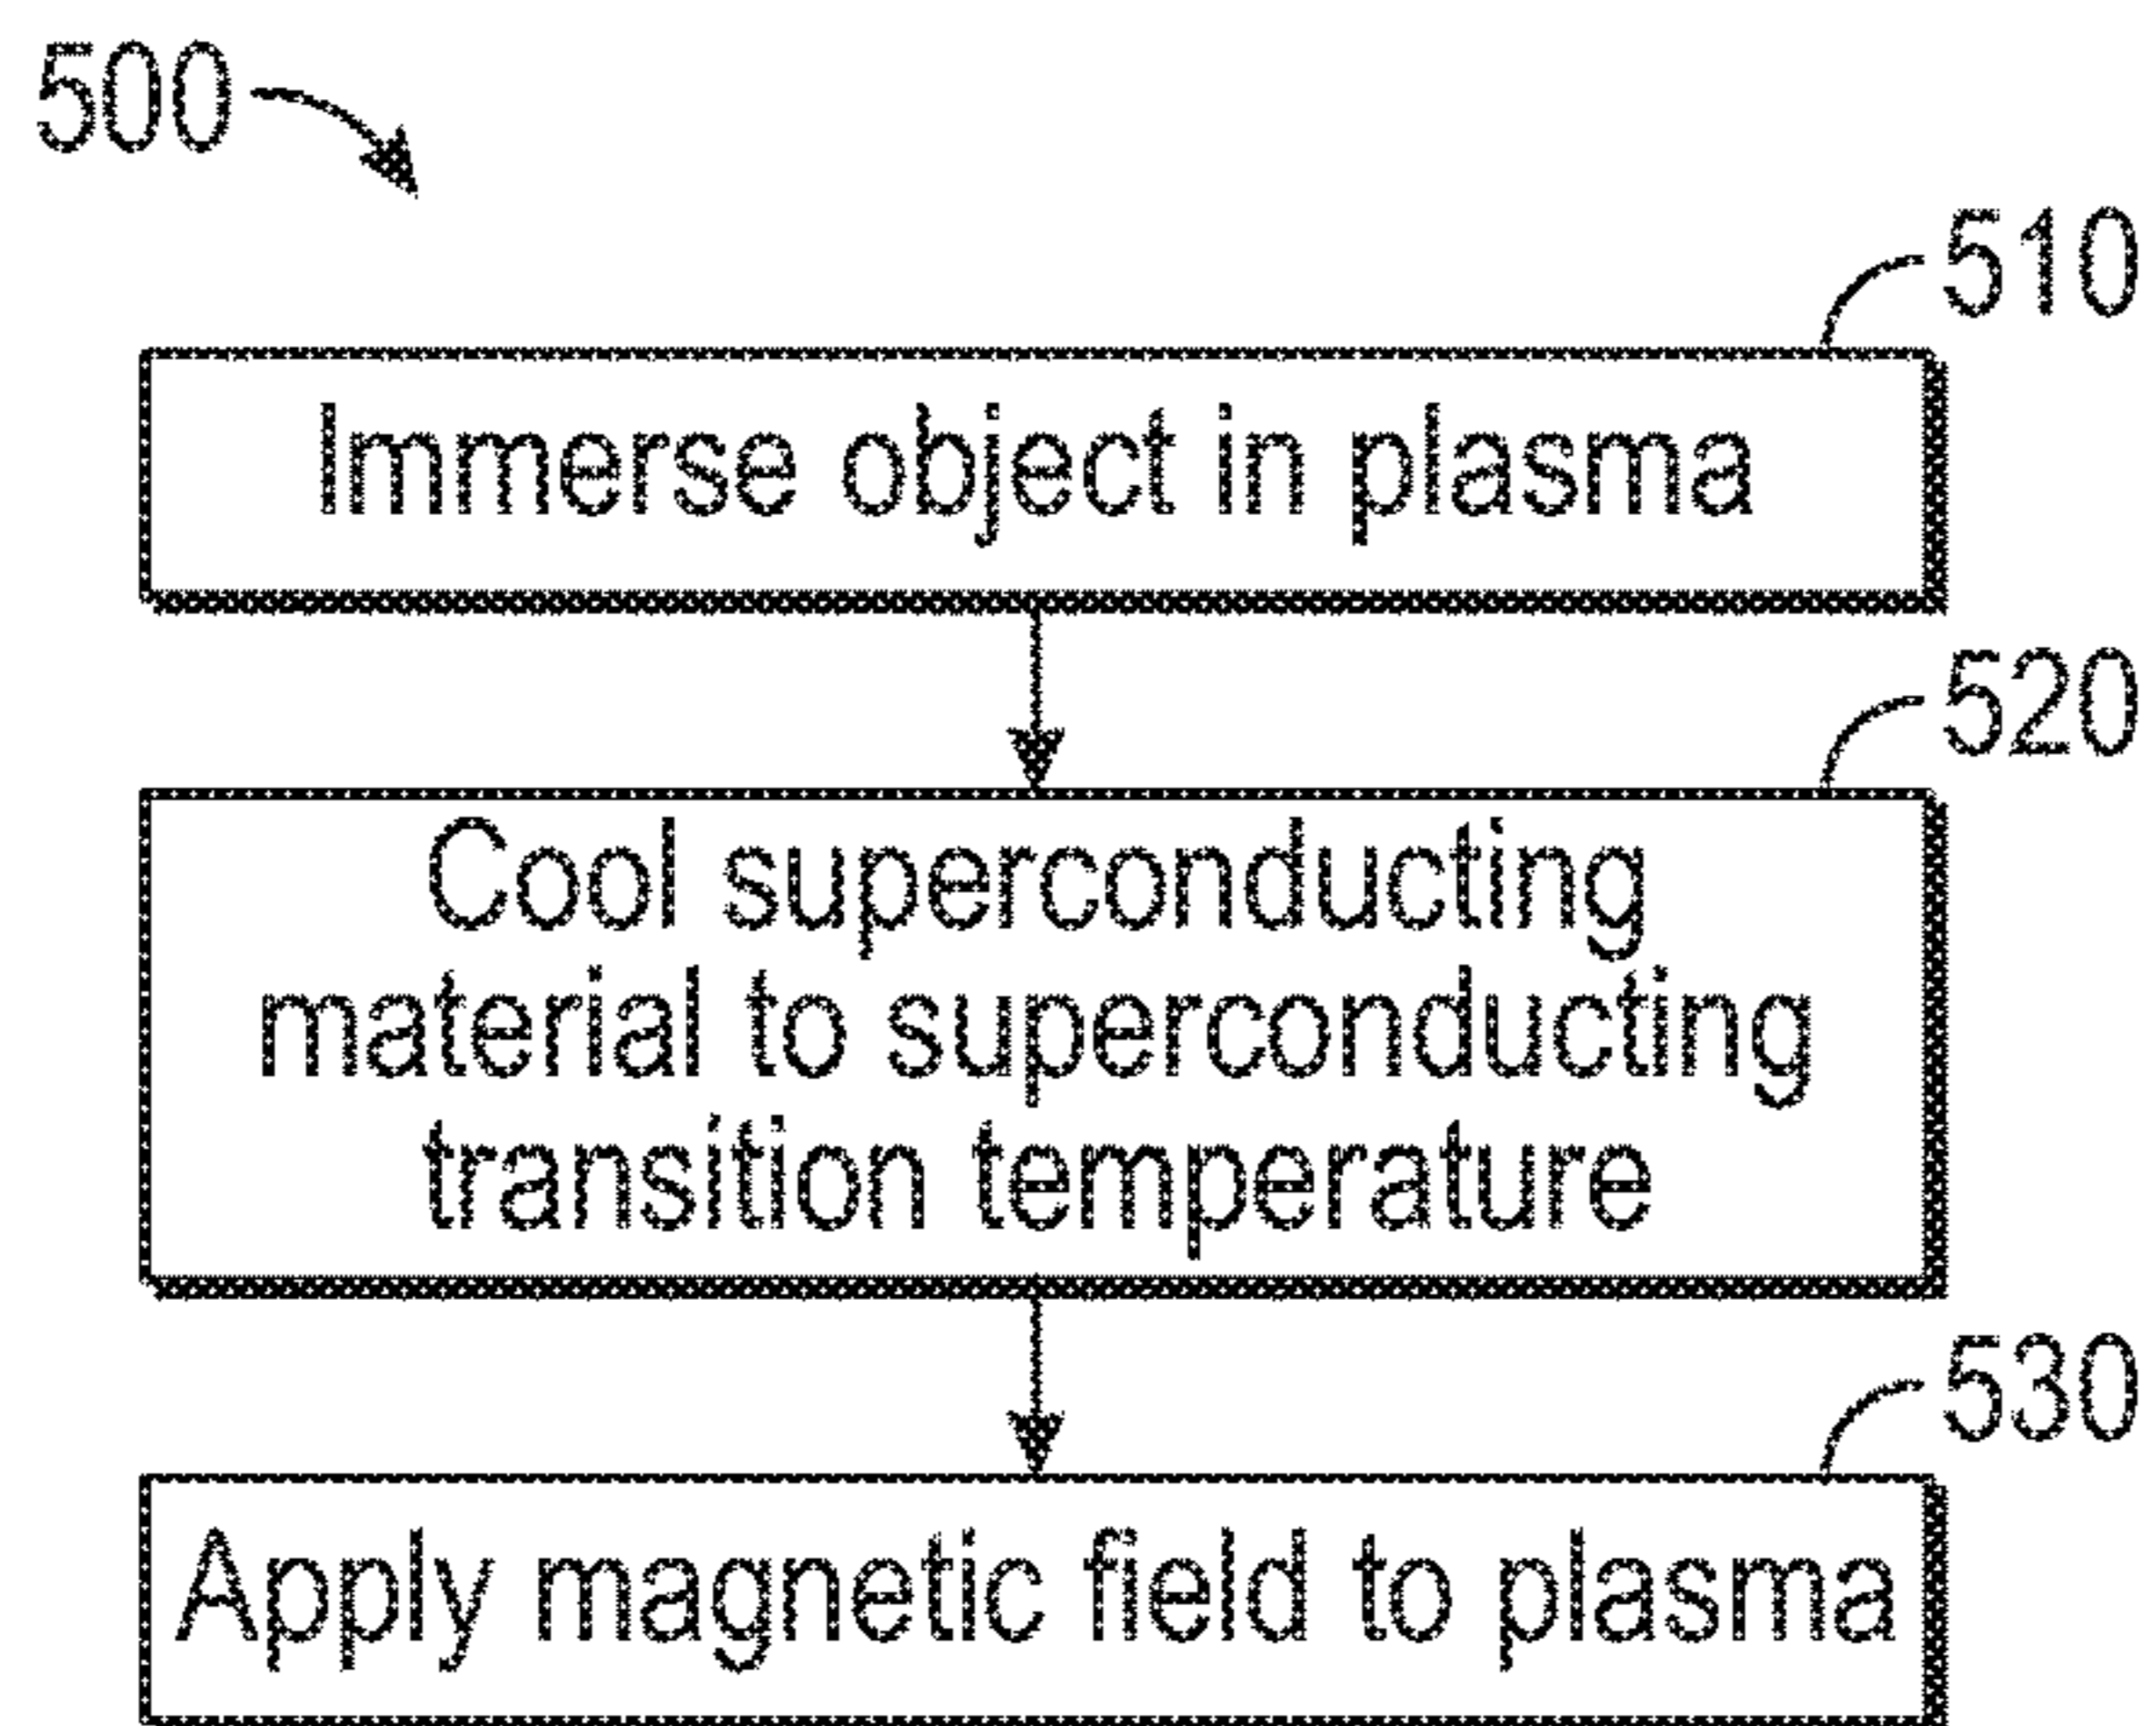 500
510
Immerse object in plasma
520
Cool superconducting
material to superconducting
transition temperature
530
Apply magnetic field to plasma